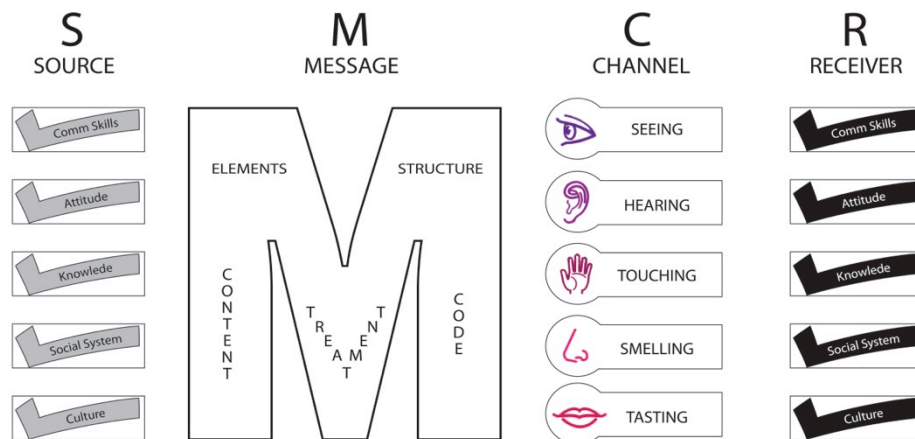 S
SOURCE
Comm Skills
Attitude
Knowlede
Social System
Culture
M
MESSAGE
ELEMENTS
STRUCTURE
CONTENT
TREATMENT
CODE
C
CHANNEL
SEEING
HEARING
TOUCHING
SMELLING
TASTING
R
RECEIVER
Comm Skills
Attitude
Knowlede
Social System
Culture